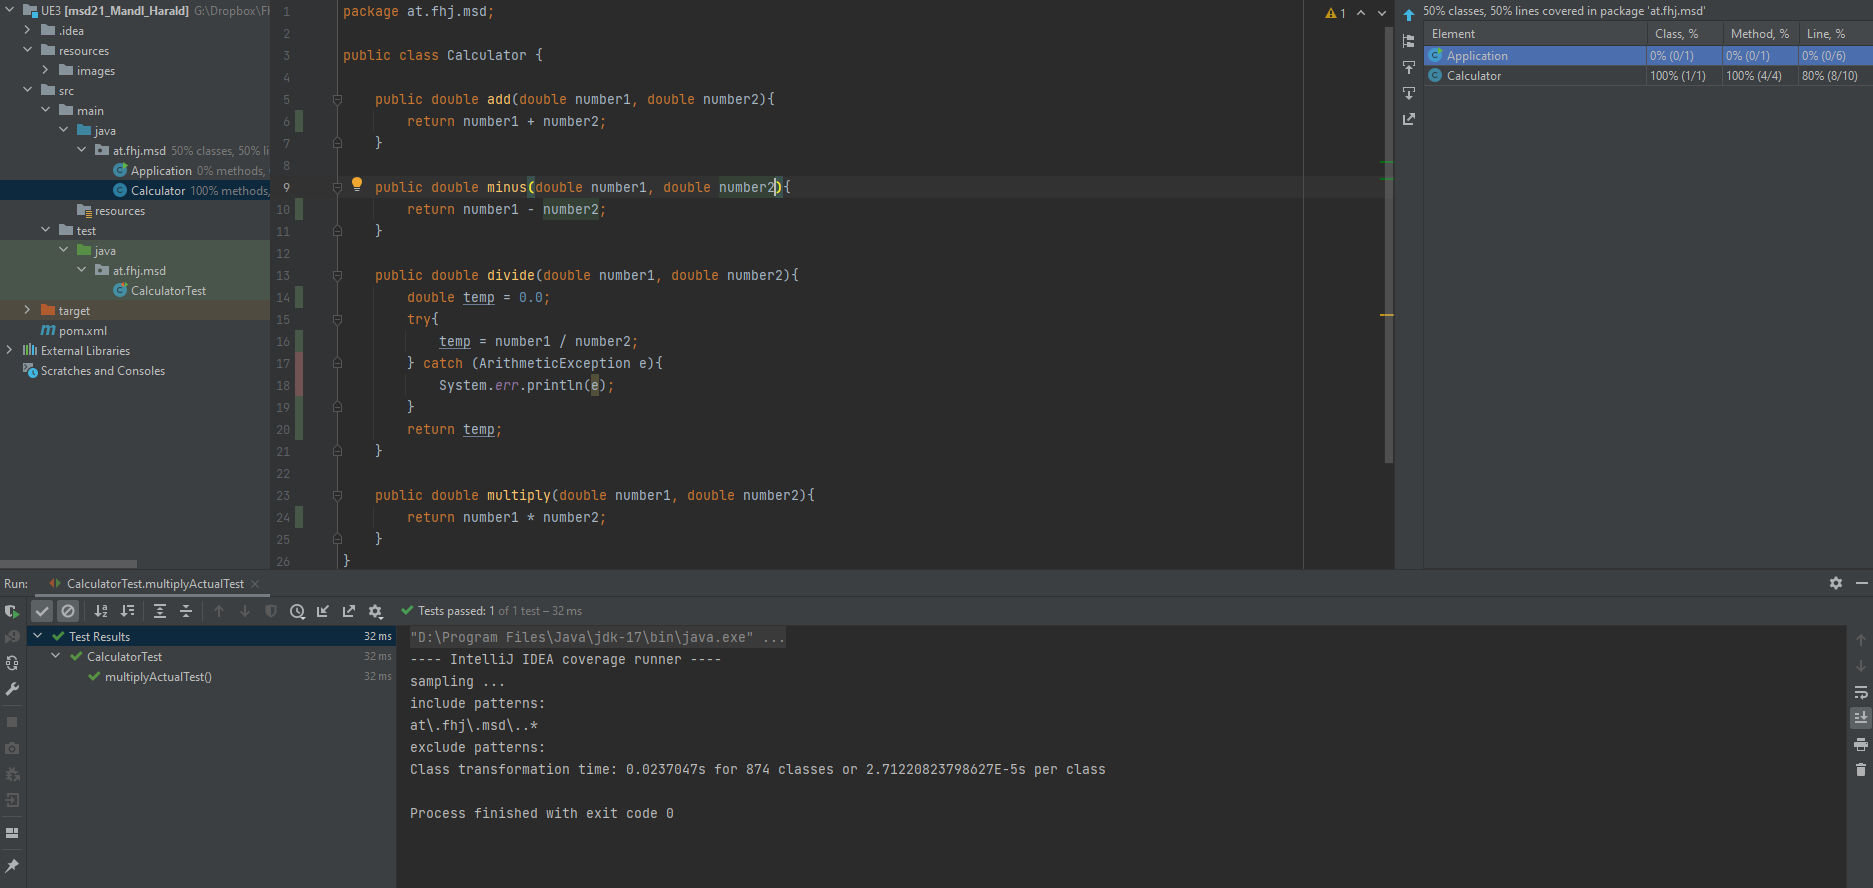 UE3 [msd21_Mandl_Harald] G:\Dropbox\FH
.idea
resources
images
src
main
java
at.fhj.msd 50% classes, 50% li
Application 0% methods,
Calculator 100% methods,
resources
test
java
at.fhj.msd
CalculatorTest
target
pom.xml
External Libraries
Scratches and Consoles
1 package at.fhj.msd;
2
3 public class Calculator {
4
5 public double add(double number1, double number2){
6 return number1 + number2;
7 }
8
9 public double minus(double number1, double number2){
10 return number1 - number2;
11 }
12
13 public double divide(double number1, double number2){
14 double temp = 0.0;
15 try{
16 temp = number1 / number2;
17 } catch (ArithmeticException e){
18 System.err.println(e);
19 }
20 return temp;
21 }
22
23 public double multiply(double number1, double number2){
24 return number1 * number2;
25 }
26 }
1
50% classes, 50% lines covered in package 'at.fhj.msd'
Element Class, % Method, % Line, %
Application 0% (0/1) 0% (0/1) 0% (0/6)
Calculator 100% (1/1) 100% (4/4) 80% (8/10)
Run: CalculatorTest.multiplyActualTest
Tests passed: 1 of 1 test – 32 ms
Test Results 32 ms
CalculatorTest 32 ms
multiplyActualTest() 32 ms
"D:\Program Files\Java\jdk-17\bin\java.exe" ...
---- IntelliJ IDEA coverage runner ----
sampling ...
include patterns:
at\.fhj\.msd\..*
exclude patterns:
Class transformation time: 0.0237047s for 874 classes or 2.71220823798627E-5s per class
Process finished with exit code 0